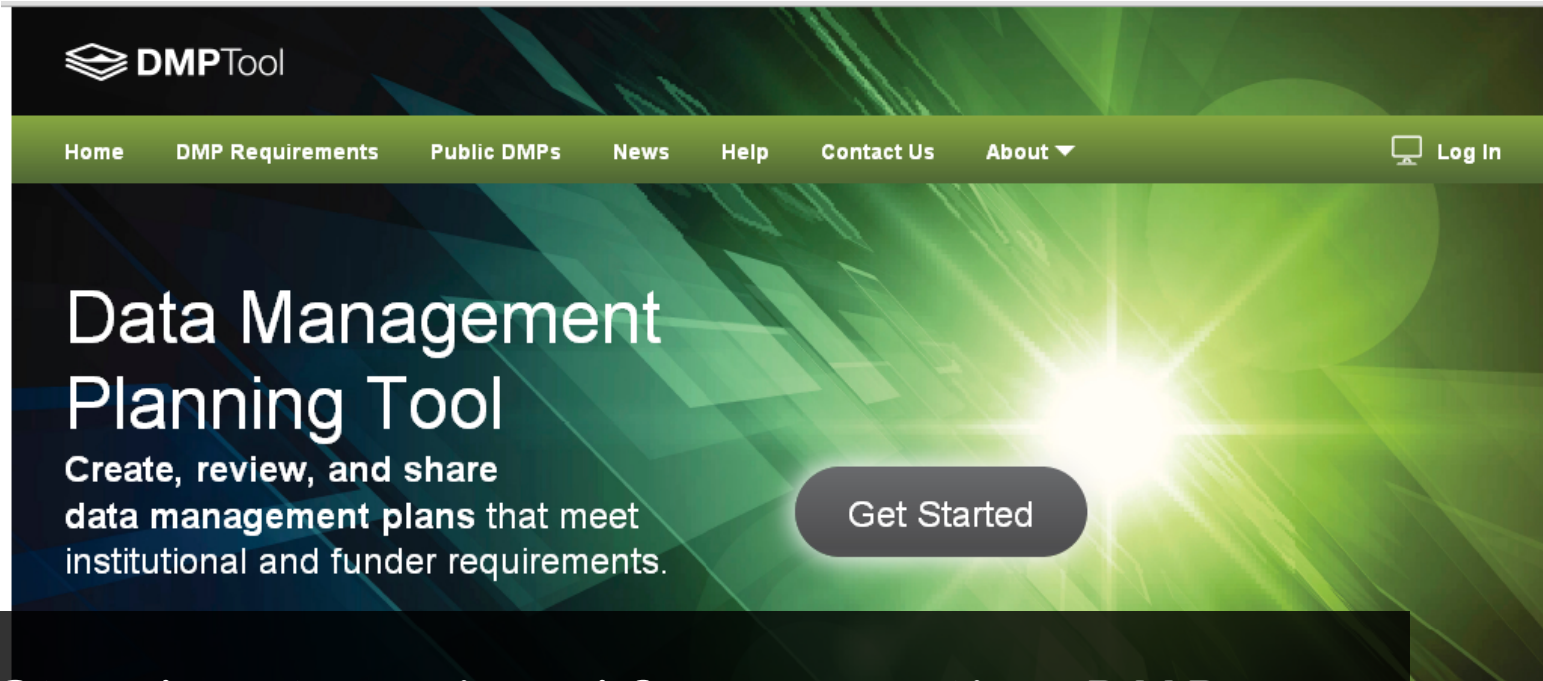 DMPTool
Home DMP Requirements Public DMPs News Help Contact Us About Log In
Data Management
Planning Tool
Create, review, and share
data management plans that meet
institutional and funder requirements.
Get Started